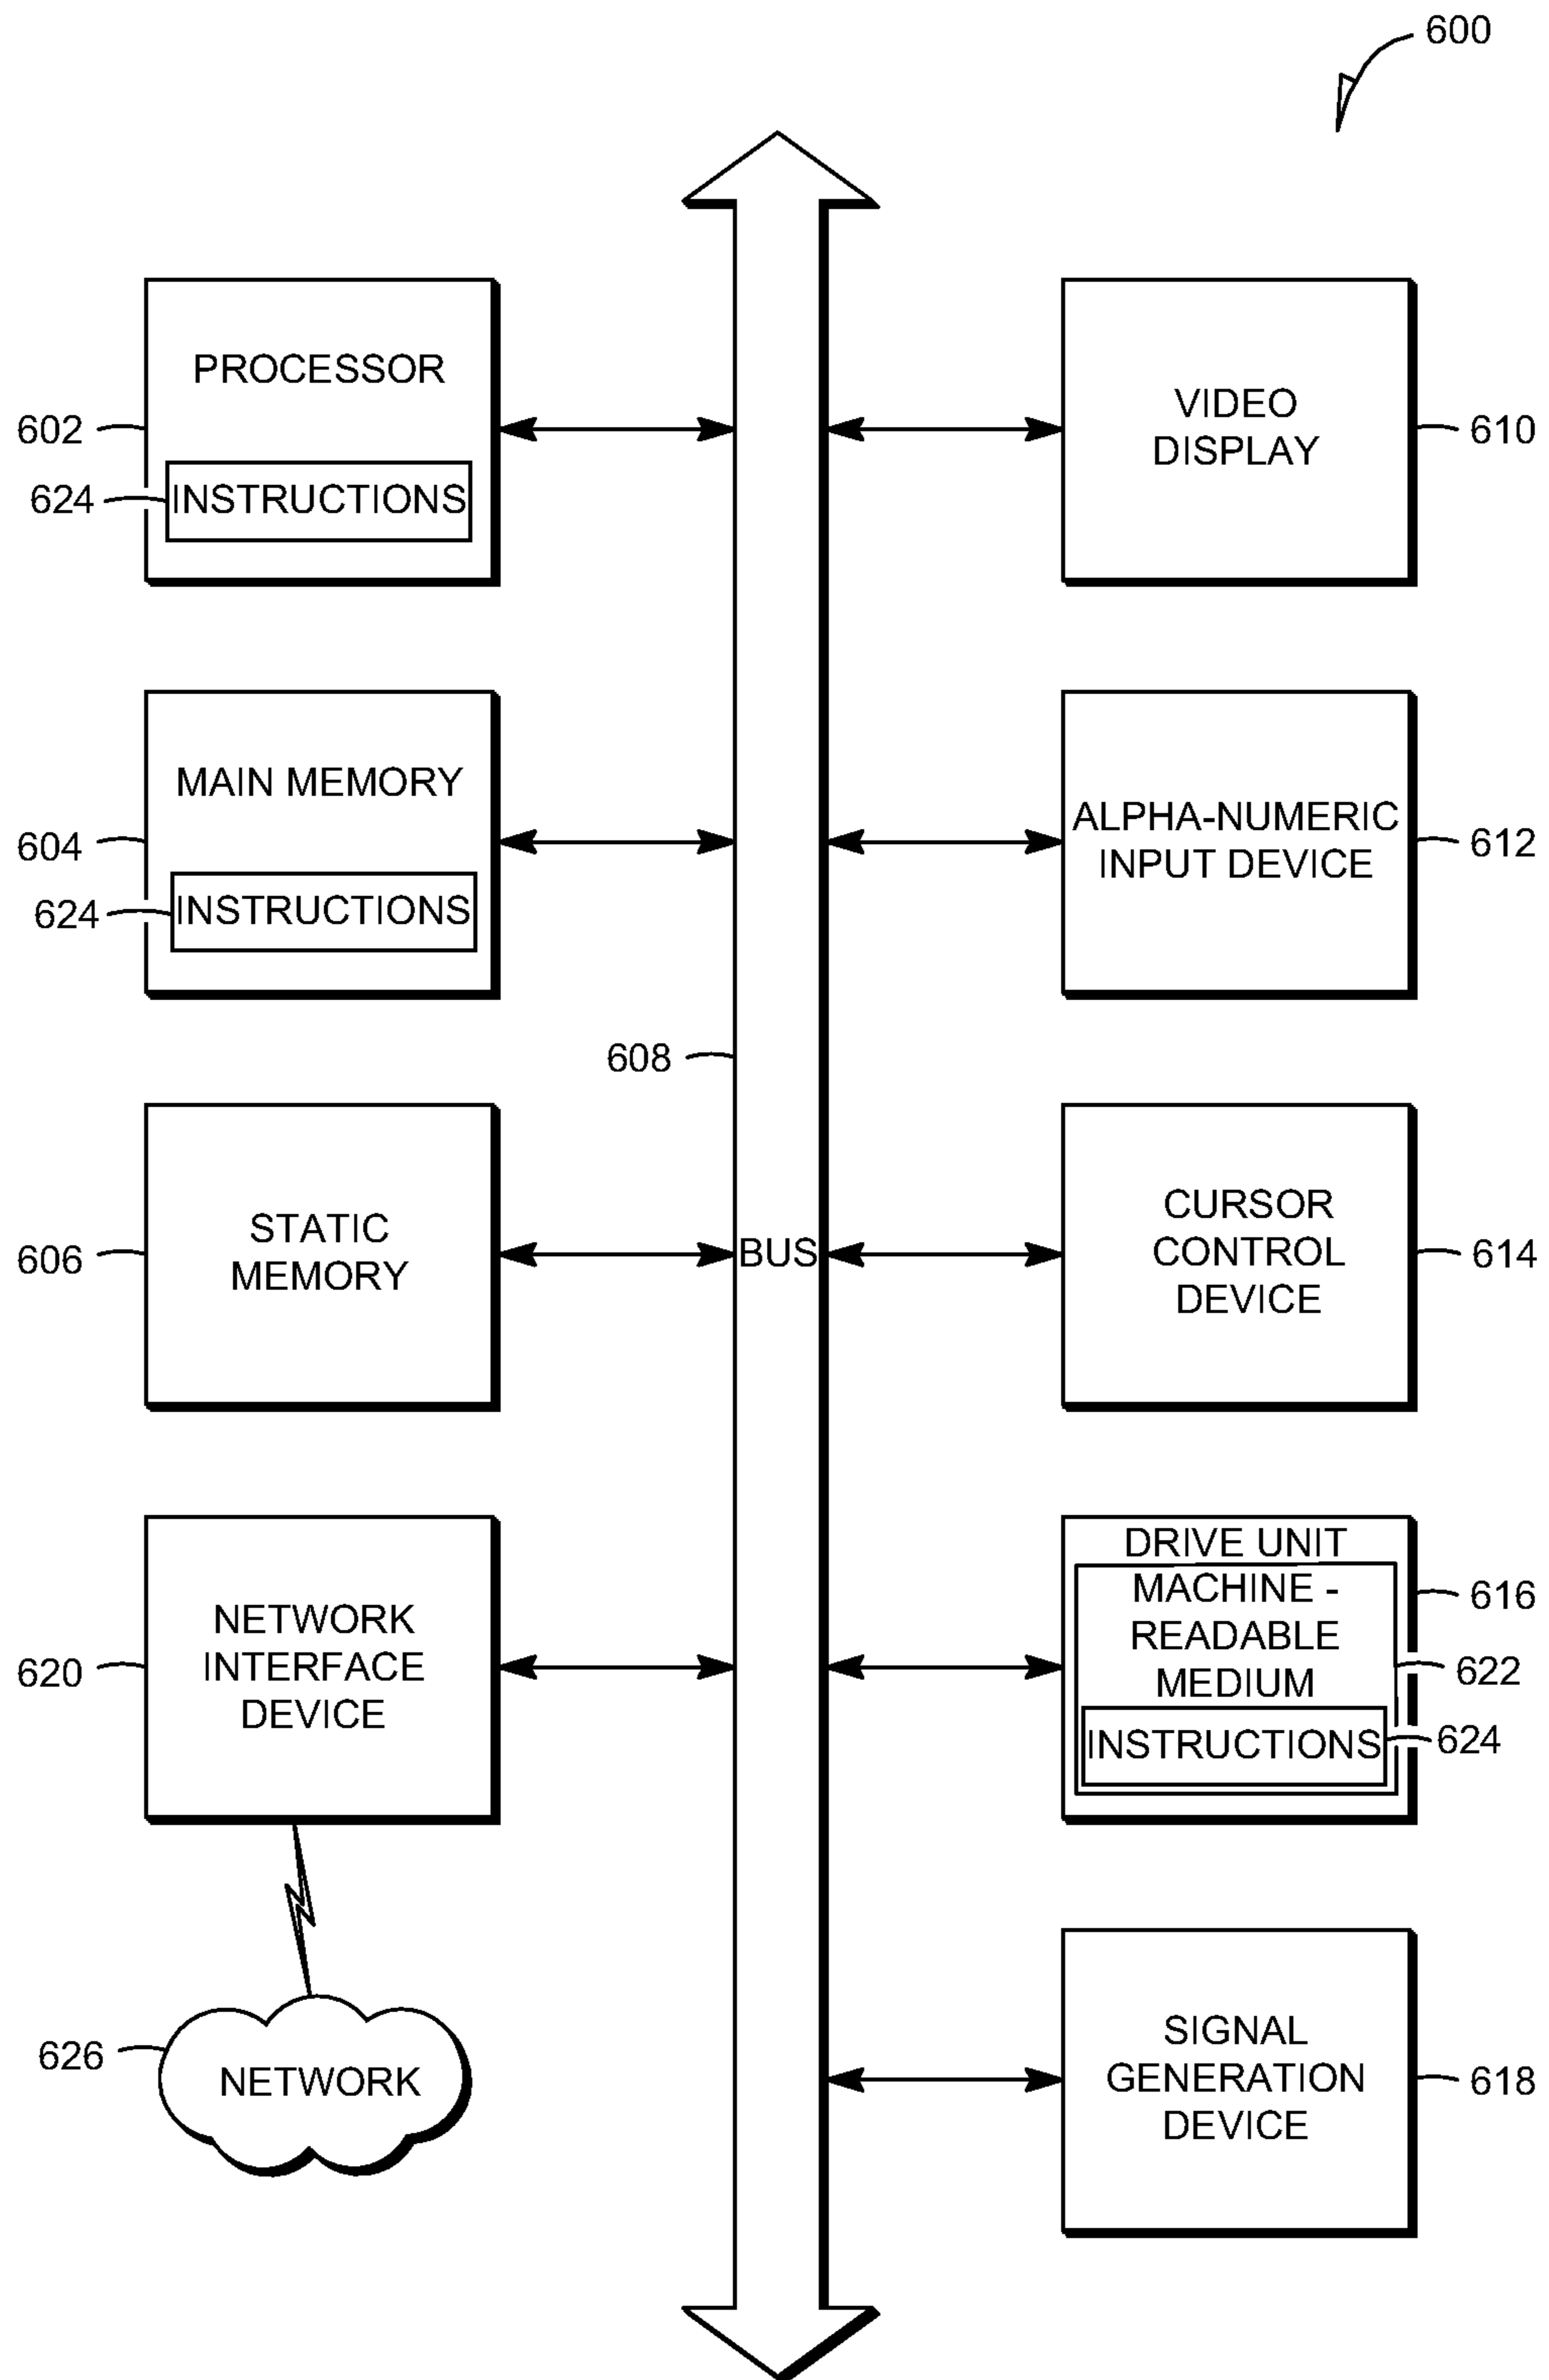 600
PROCESSOR
602
624
INSTRUCTIONS
VIDEO
DISPLAY
610
MAIN MEMORY
604
624
INSTRUCTIONS
ALPHA-NUMERIC
INPUT DEVICE
612
608
STATIC
MEMORY
606
BUS
CURSOR
CONTROL
DEVICE
614
NETWORK
INTERFACE
DEVICE
620
DRIVE UNIT
MACHINE -
READABLE
MEDIUM
616
622
INSTRUCTIONS
624
626
NETWORK
SIGNAL
GENERATION
DEVICE
618